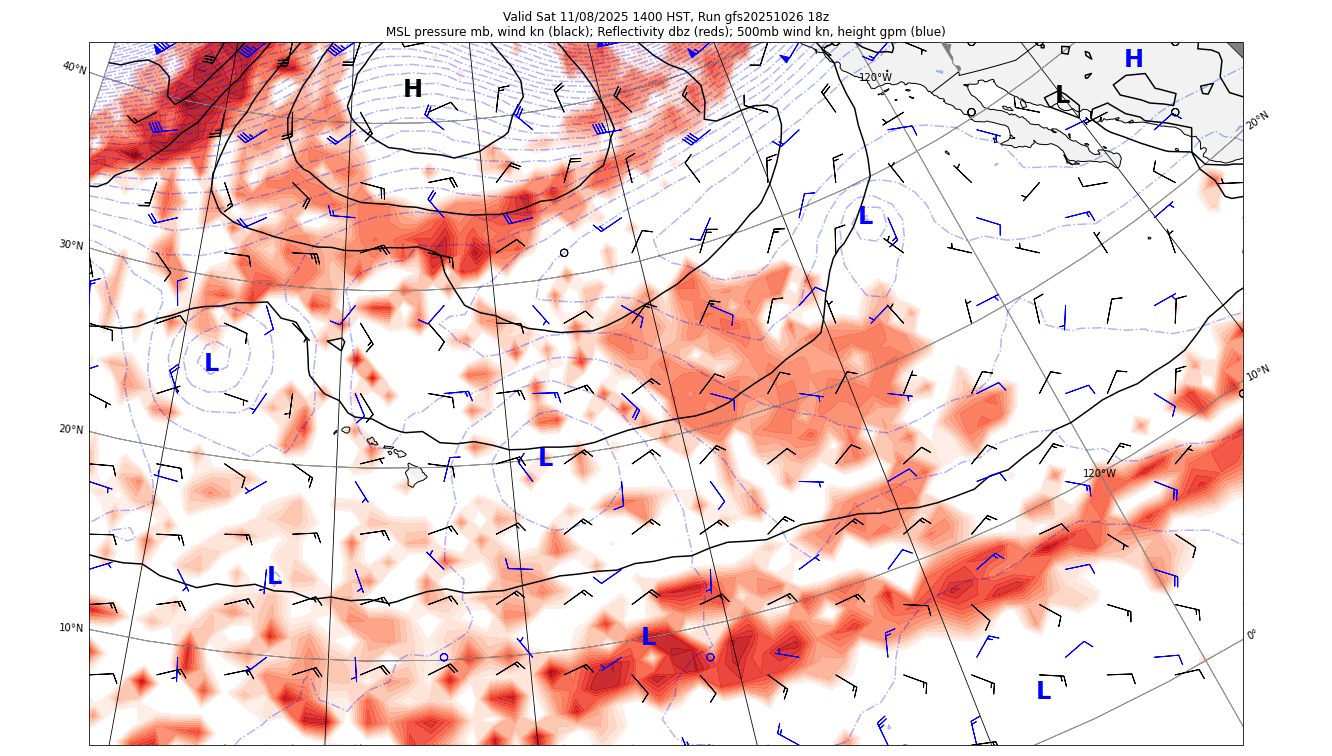 Valid Sat 11/08/2025 1400 HST, Run gfs20251026 18z
MSL pressure mb, wind kn (black); Reflectivity dbz (reds); 500mb wind kn, height gpm (blue)
40°N
H
120°W
H
L
20°N
L
30°N
L
10°N
20°N
L
120°W
L
10°N
L
0°
L